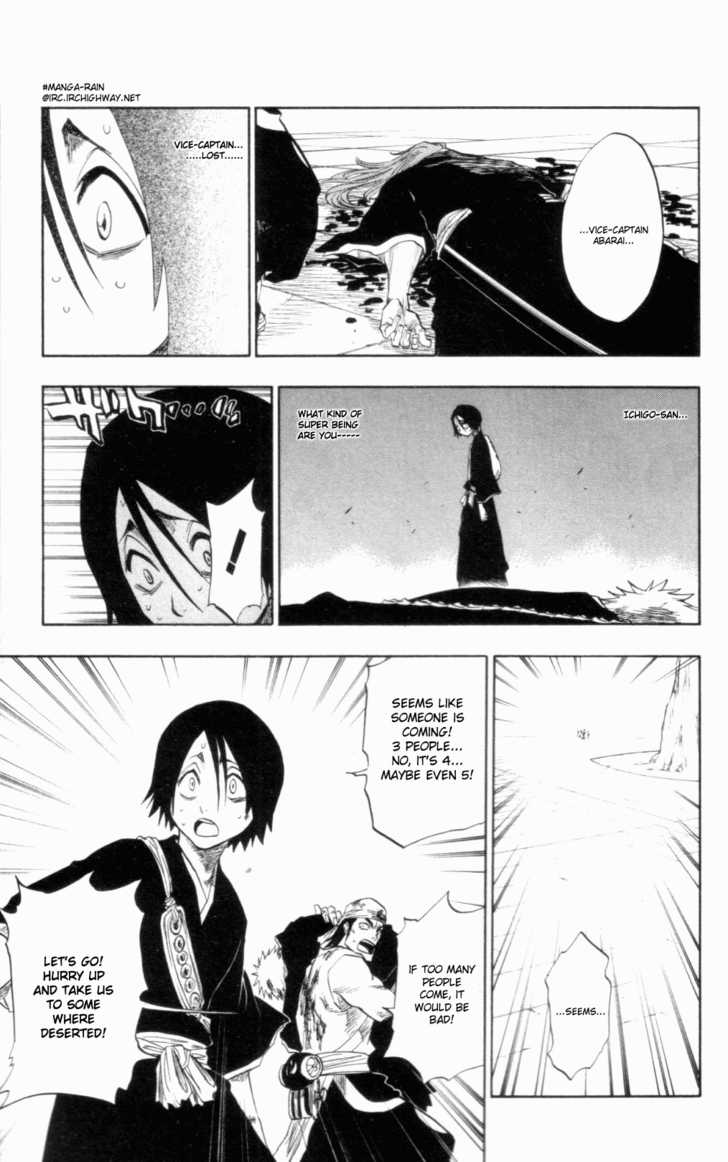 #MANGA-RAIN
@IRC.IRCHIGHWAY.NET
...VICE-CAPTAIN
ABARAI...
VICE-CAPTAIN...
.....LOST......
ICHIGO-SAN...
WHAT KIND OF
SUPER BEING
ARE YOU-----
!
...SEEMS...
SEEMS LIKE
SOMEONE IS
COMING!
3 PEOPLE...
NO, IT'S 4...
MAYBE EVEN 5!
IF TOO MANY
PEOPLE
COME, IT
WOULD BE
BAD!
LET'S GO!
HURRY UP
AND TAKE US
TO SOME
WHERE
DESERTED!